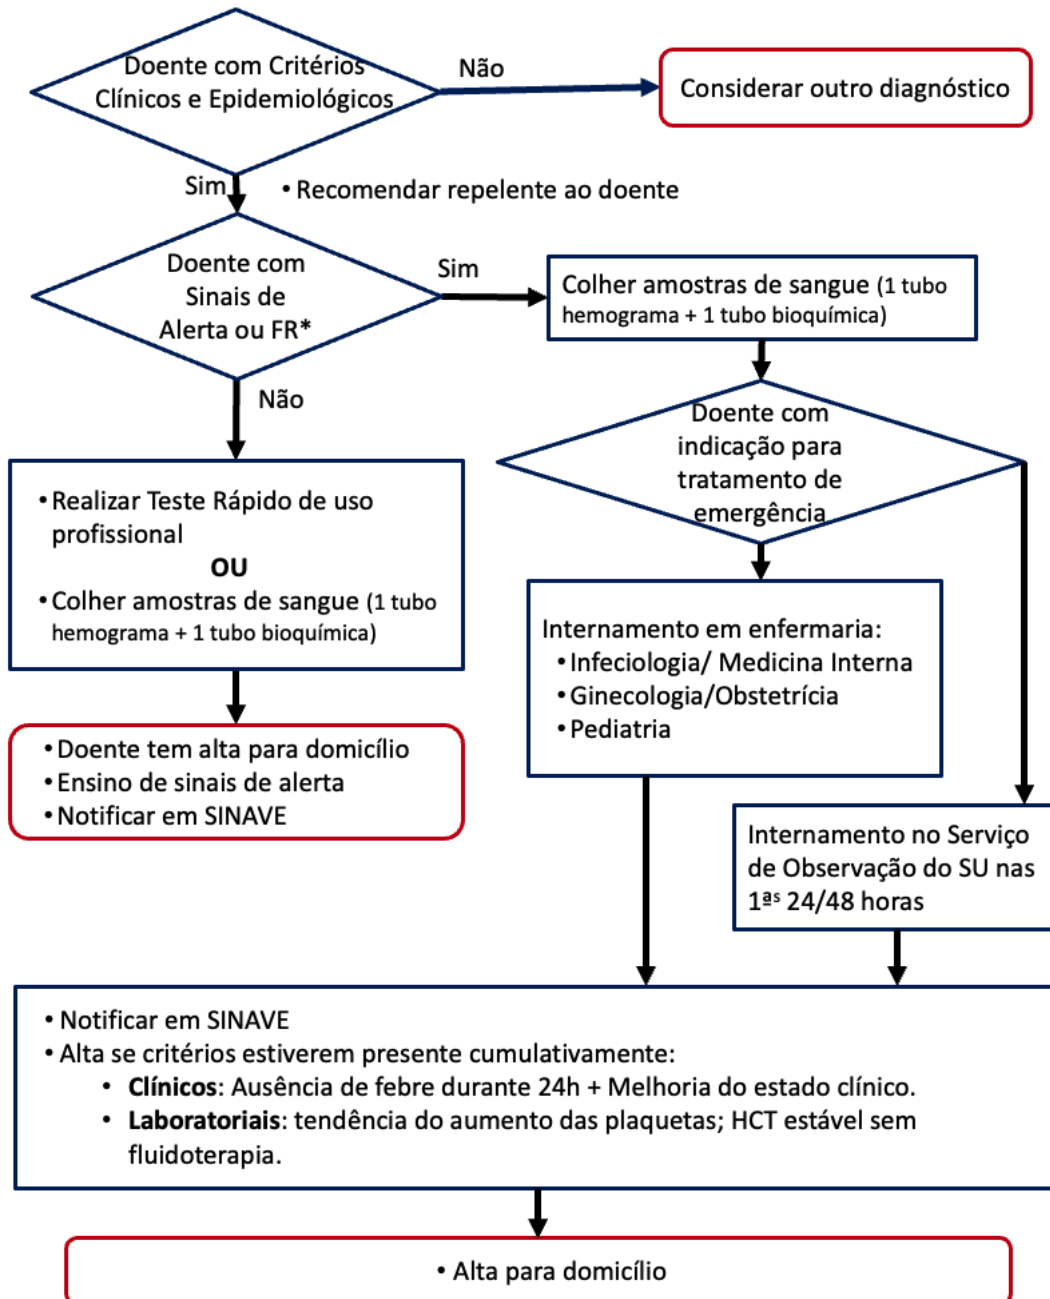 Doente com Critérios
Clínicos e Epidemiológicos
Não
Considerar outro diagnóstico
Sim
• Recomendar repelente ao doente
Doente com
Sinais de
Alerta ou FR*
Sim
Colher amostras de sangue (1 tubo
hemograma + 1 tubo bioquímica)
Não
Doente com
indicação para
tratamento de
emergência
• Realizar Teste Rápido de uso
profissional
OU
• Colher amostras de sangue (1 tubo
hemograma + 1 tubo bioquímica)
Internamento em enfermaria:
• Infeciologia/ Medicina Interna
• Ginecologia/Obstetrícia
• Pediatria
• Doente tem alta para domicílio
• Ensino de sinais de alerta
• Notificar em SINAVE
Internamento no Serviço
de Observação do SU nas
1ªˢ 24/48 horas
• Notificar em SINAVE
• Alta se critérios estiverem presente cumulativamente:
• Clínicos: Ausência de febre durante 24h + Melhoria do estado clínico.
• Laboratoriais: tendência do aumento das plaquetas; HCT estável sem
fluidoterapia.
• Alta para domicílio